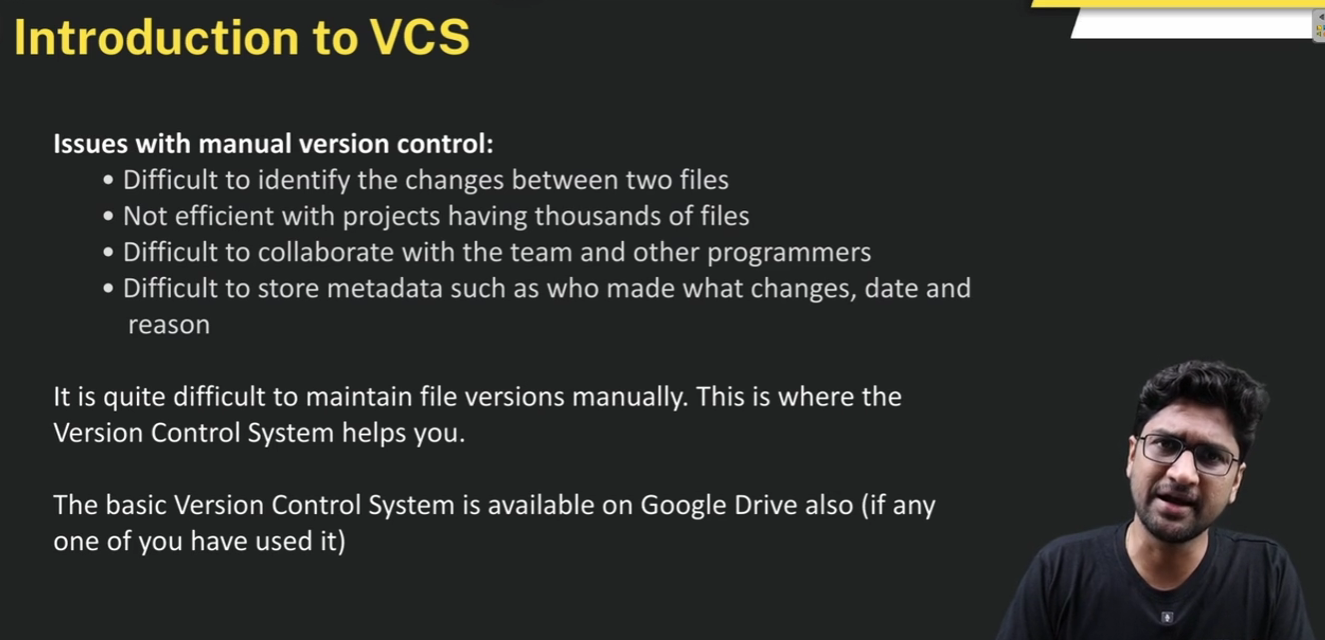 Introduction to VCS
Issues with manual version control:
• Difficult to identify the changes between two files
• Not efficient with projects having thousands of files
• Difficult to collaborate with the team and other programmers
• Difficult to store metadata such as who made what changes, date and
reason
It is quite difficult to maintain file versions manually. This is where the
Version Control System helps you.
The basic Version Control System is available on Google Drive also (if any
one of you have used it)